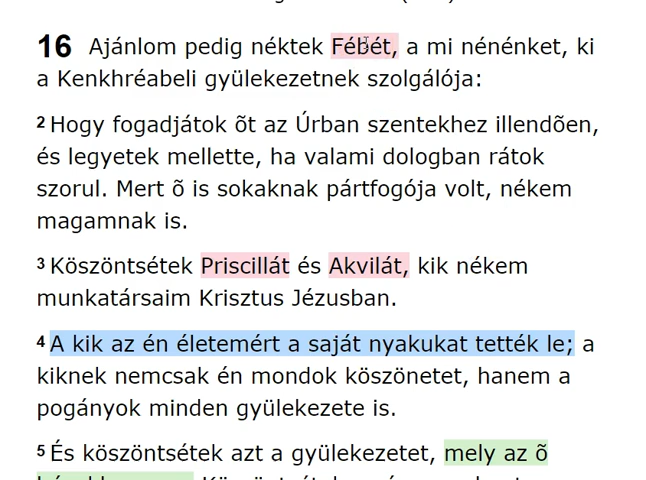 16 Ajánlom pedig néktek Fébét, a mi nénénket, ki
a Kenkhréabeli gyülekezetnek szolgálója:
2 Hogy fogadjátok õt az Úrban szentekhez illendõen,
és legyetek mellette, ha valami dologban rátok
szorul. Mert õ is sokaknak pártfogója volt, nékem
magamnak is.
3 Köszöntsétek Priscillát és Akvilát, kik nékem
munkatársaim Krisztus Jézusban.
4 A kik az én életemért a saját nyakukat tették le; a
kiknek nemcsak én mondok köszönetet, hanem a
pogányok minden gyülekezete is.
5 És köszöntsétek azt a gyülekezetet, mely az õ